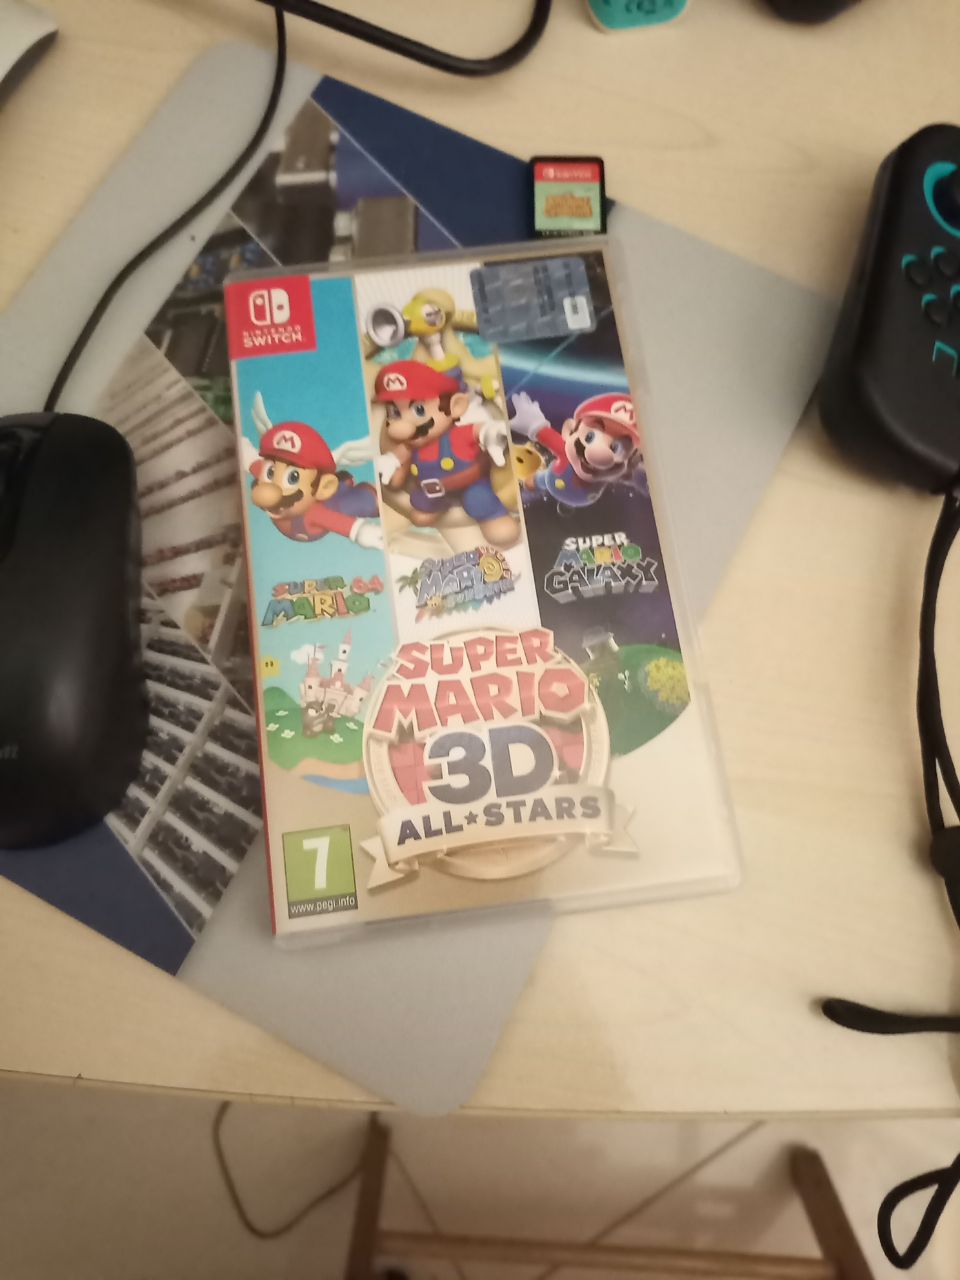 SWITCH
NINTENDO
SWITCH
M
M
M
SUPER
MARIO 64
SUPER
MARIO
SUNSHINE
SUPER
MARIO
GALAXY
SUPER
MARIO
3D
ALL★STARS
7
www.pegi.info